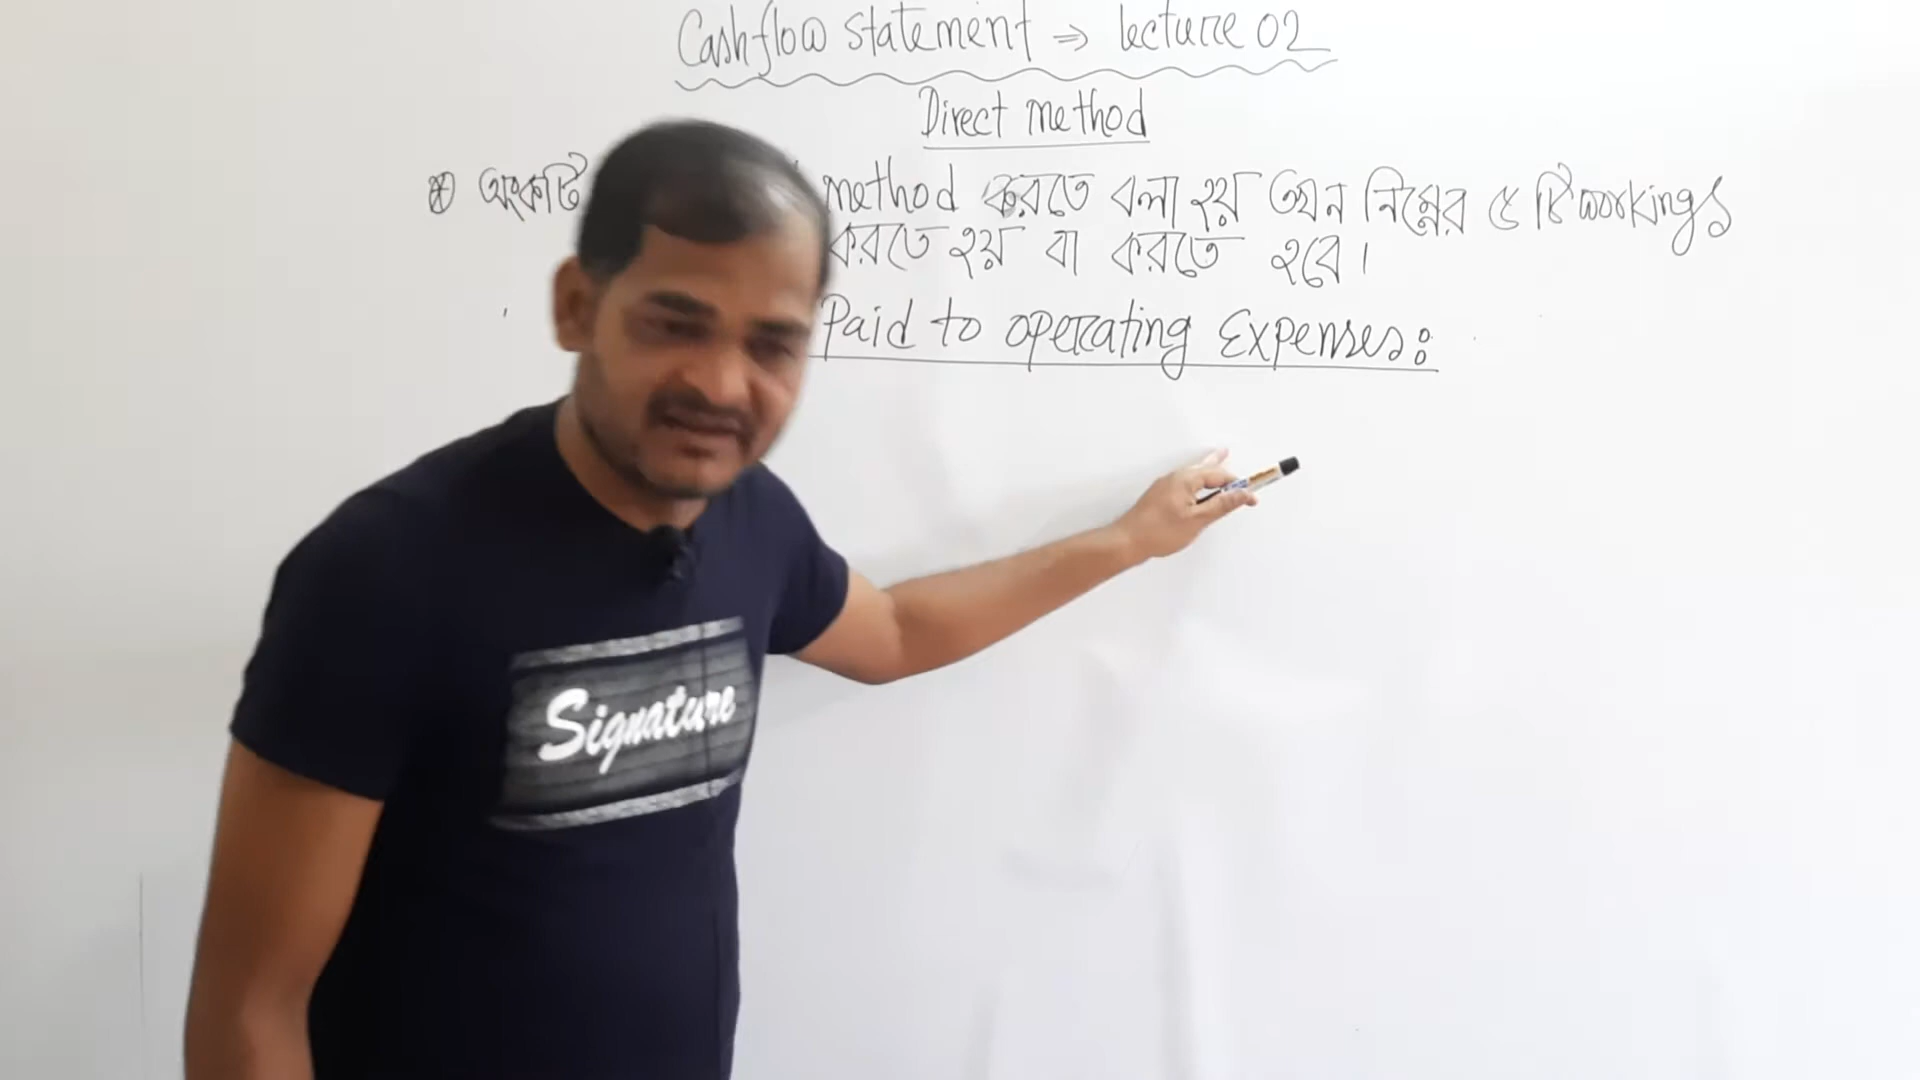 Cashflow statement ⇒ lecture 02
Direct method
অংকটি method করতে বলা হয় তখন নিম্নের ৫ টি workings
করতে হয় বা করতে হবে।
Paid to operating Expenses:
Signature